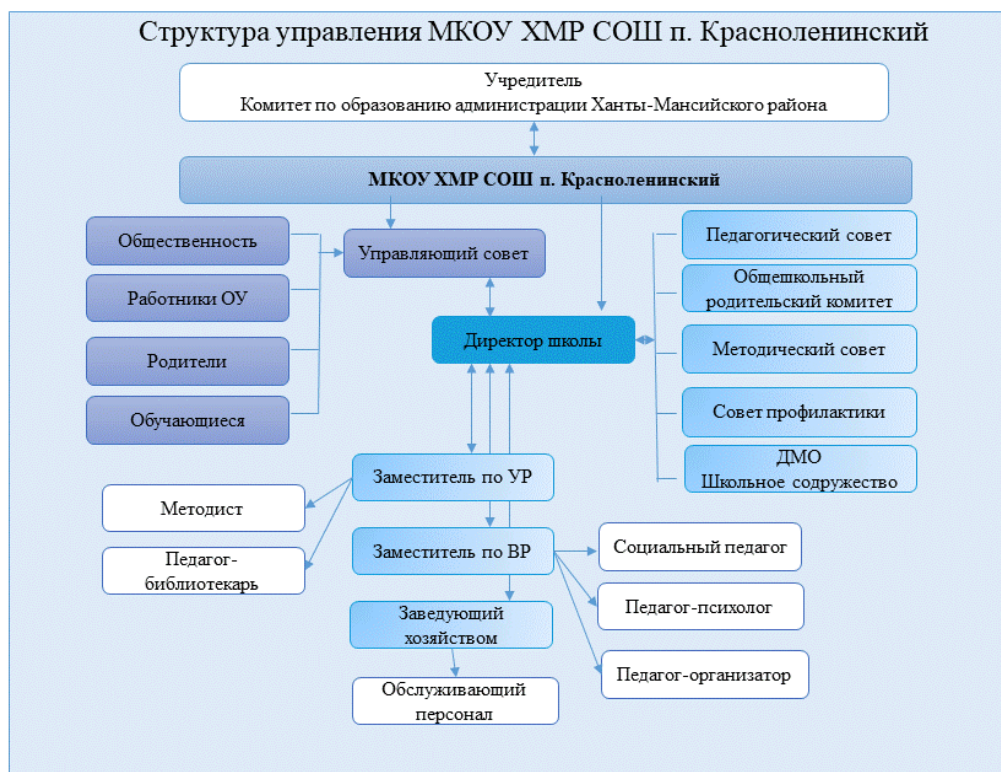 Структура управления МКОУ ХМР СОШ п. Красноленинский
Учредитель
Комитет по образованию администрации Ханты-Мансийского района
МКОУ ХМР СОШ п. Красноленинский
Общественность
Работники ОУ
Родители
Обучающиеся
Управляющий совет
Директор школы
Педагогический совет
Общешкольный
родительский комитет
Методический совет
Совет профилактики
ДМО
Школьное содружество
Заместитель по УР
Методист
Педагог-
библиотекарь
Заместитель по ВР
Социальный педагог
Педагог-психолог
Педагог-организатор
Заведующий
хозяйством
Обслуживающий
персонал